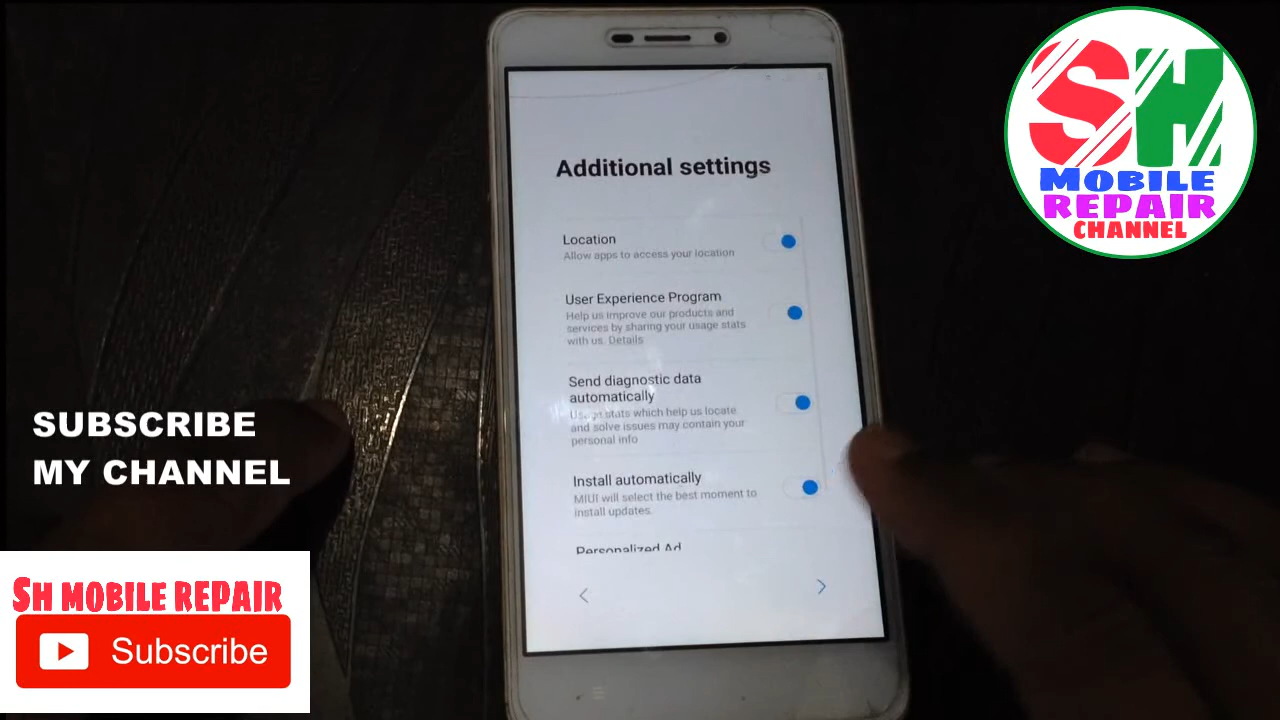 Additional settings
Location
Allow apps to access your location
User Experience Program
Help us improve our products and
services by sharing your usage stats
with us. Details
Send diagnostic data
automatically
Usage stats which help us locate
and solve issues may contain your
personal info
Install automatically
MIUI will select the best moment to
install updates.
Personalized Ad
SH
MOBILE
REPAIR
CHANNEL
SUBSCRIBE
MY CHANNEL
SH MOBILE REPAIR
Subscribe